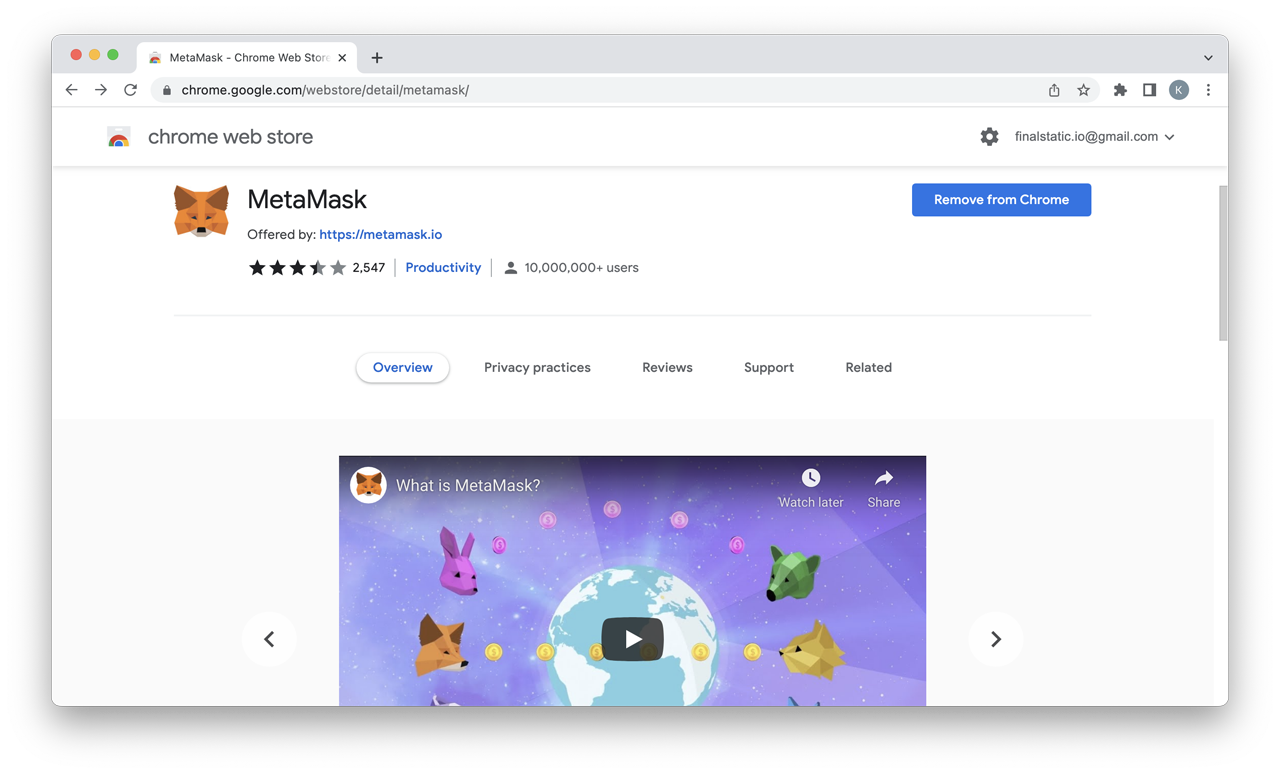 MetaMask - Chrome Web Store
chrome.google.com/webstore/detail/metamask/
K
chrome web store
finalstatic.io@gmail.com
MetaMask
Remove from Chrome
Offered by: https://metamask.io
2,547 Productivity 10,000,000+ users
Overview Privacy practices Reviews Support Related
What is MetaMask?
Watch later Share